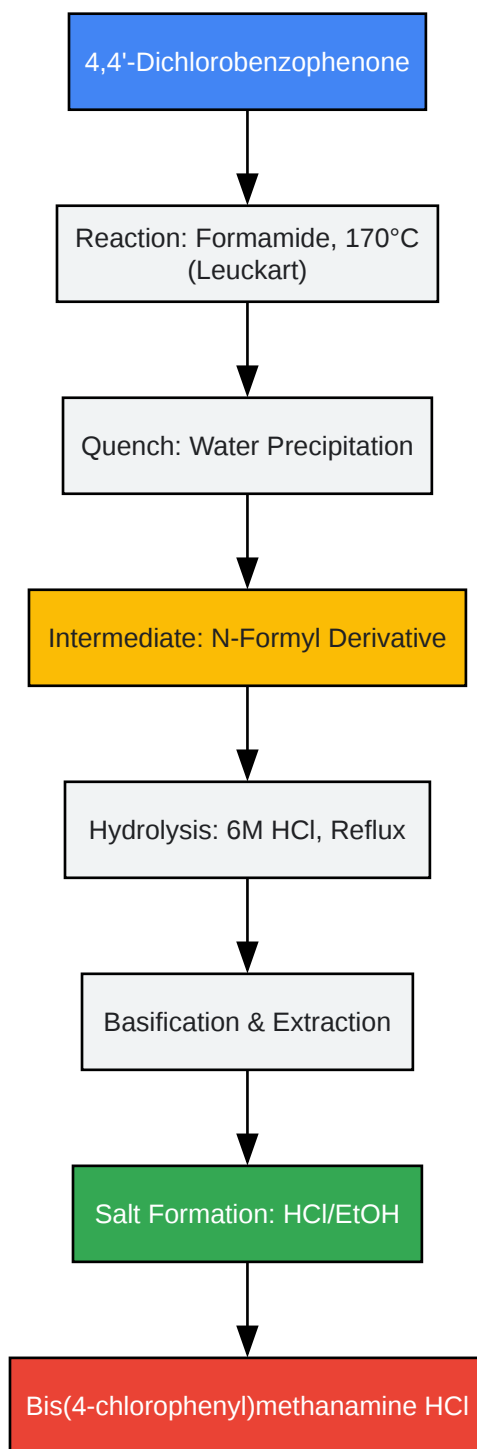 4,4'-Dichlorobenzophenone
Reaction: Formamide, 170°C
(Leuckart)
Quench: Water Precipitation
Intermediate: N-Formyl Derivative
Hydrolysis: 6M HCl, Reflux
Basification & Extraction
Salt Formation: HCl/EtOH
Bis(4-chlorophenyl)methanamine HCl